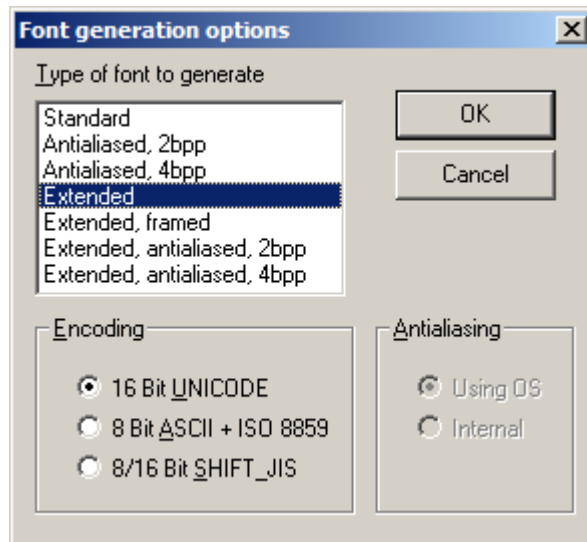 Font generation options
Type of font to generate
Standard
Antialiased, 2bpp
Antialiased, 4bpp
Extended
Extended, framed
Extended, antialiased, 2bpp
Extended, antialiased, 4bpp
OK
Cancel
Encoding
16 Bit UNICODE
8 Bit ASCII + ISO 8859
8/16 Bit SHIFT_JIS
Antialiasing
Using OS
Internal